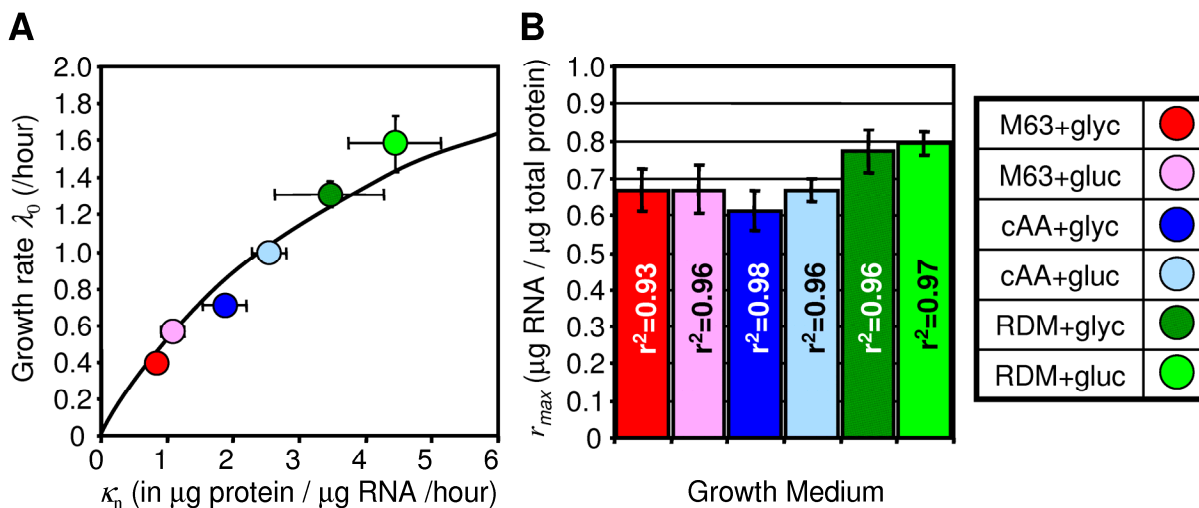 A
Growth rate λ0 (/hour)
2.0
1.8
1.6
1.4
1.2
1.0
0.8
0.6
0.4
0.2
0
0 1 2 3 4 5 6
κn (in μg protein / μg RNA /hour)
B
rmax (μg RNA / μg total protein)
1.0
0.9
0.8
0.7
0.6
0.5
0.4
0.3
0.2
0.1
0
r²=0.93
r²=0.96
r²=0.98
r²=0.96
r²=0.96
r²=0.97
Growth Medium
M63+glyc
M63+gluc
cAA+glyc
cAA+gluc
RDM+glyc
RDM+gluc